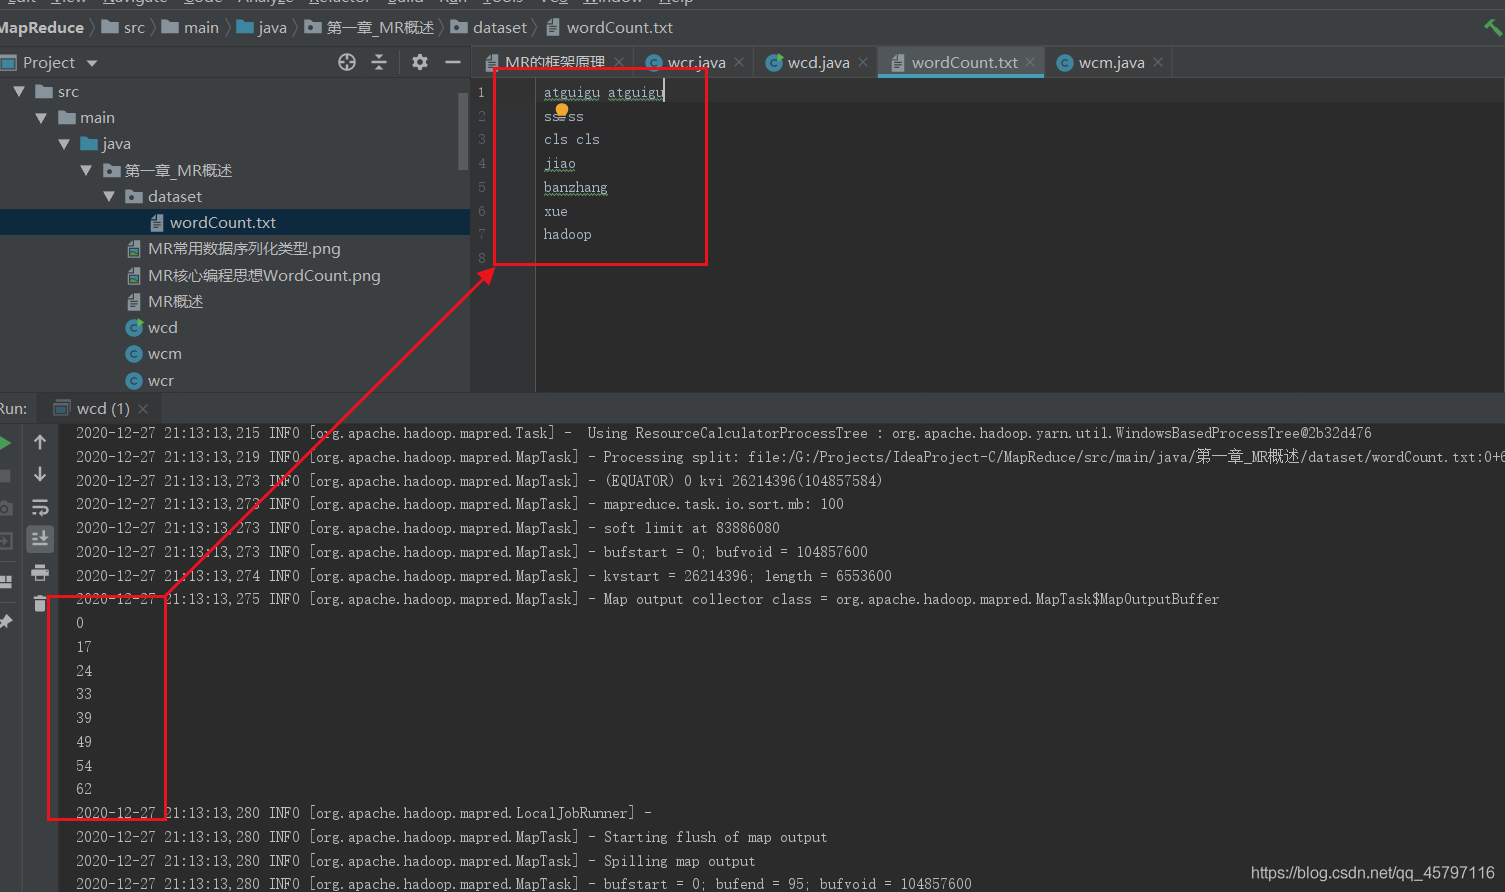 MapReduce src main java 第一章_MR概述 dataset wordCount.txt
Project
MR的框架原理 wcr.java wcd.java wordCount.txt wcm.java
src
main
java
第一章_MR概述
dataset
wordCount.txt
MR常用数据序列化类型.png
MR核心编程思想WordCount.png
MR概述
wcd
wcm
wcr
1 atguigu atguigu
2 ss ss
3 cls cls
4 jiao
5 banzhang
6 xue
7 hadoop
8
Run: wcd (1)
2020-12-27 21:13:13,215 INFO [org.apache.hadoop.mapred.Task] - Using ResourceCalculatorProcessTree : org.apache.hadoop.yarn.util.WindowsBasedProcessTree@2b32d476
2020-12-27 21:13:13,219 INFO [org.apache.hadoop.mapred.MapTask] - Processing split: file:/G:/Projects/IdeaProject-C/MapReduce/src/main/java/第一章_MR概述/dataset/wordCount.txt:0+6
2020-12-27 21:13:13,273 INFO [org.apache.hadoop.mapred.MapTask] - (EQUATOR) 0 kvi 26214396(104857584)
2020-12-27 21:13:13,273 INFO [org.apache.hadoop.mapred.MapTask] - mapreduce.task.io.sort.mb: 100
2020-12-27 21:13:13,273 INFO [org.apache.hadoop.mapred.MapTask] - soft limit at 83886080
2020-12-27 21:13:13,273 INFO [org.apache.hadoop.mapred.MapTask] - bufstart = 0; bufvoid = 104857600
2020-12-27 21:13:13,274 INFO [org.apache.hadoop.mapred.MapTask] - kvstart = 26214396; length = 6553600
2020-12-27 21:13:13,275 INFO [org.apache.hadoop.mapred.MapTask] - Map output collector class = org.apache.hadoop.mapred.MapTask$MapOutputBuffer
0
17
24
33
39
49
54
62
2020-12-27 21:13:13,280 INFO [org.apache.hadoop.mapred.LocalJobRunner] -
2020-12-27 21:13:13,280 INFO [org.apache.hadoop.mapred.MapTask] - Starting flush of map output
2020-12-27 21:13:13,280 INFO [org.apache.hadoop.mapred.MapTask] - Spilling map output
2020-12-27 21:13:13,280 INFO [org.apache.hadoop.mapred.MapTask] - bufstart = 0; bufend = 95; bufvoid = 104857600
https://blog.csdn.net/qq_45797116